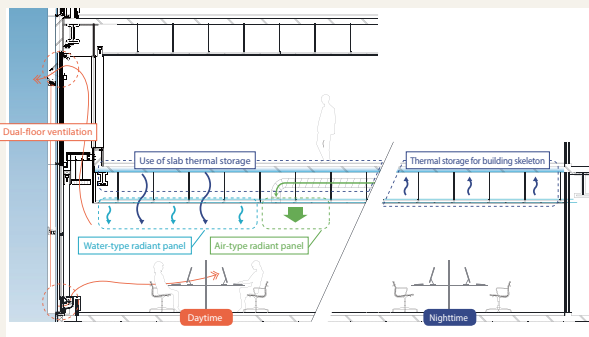 Dual-floor ventilation
Use of slab thermal storage
Thermal storage for building skeleton
Water-type radiant panel
Air-type radiant panel
Daytime
Nighttime